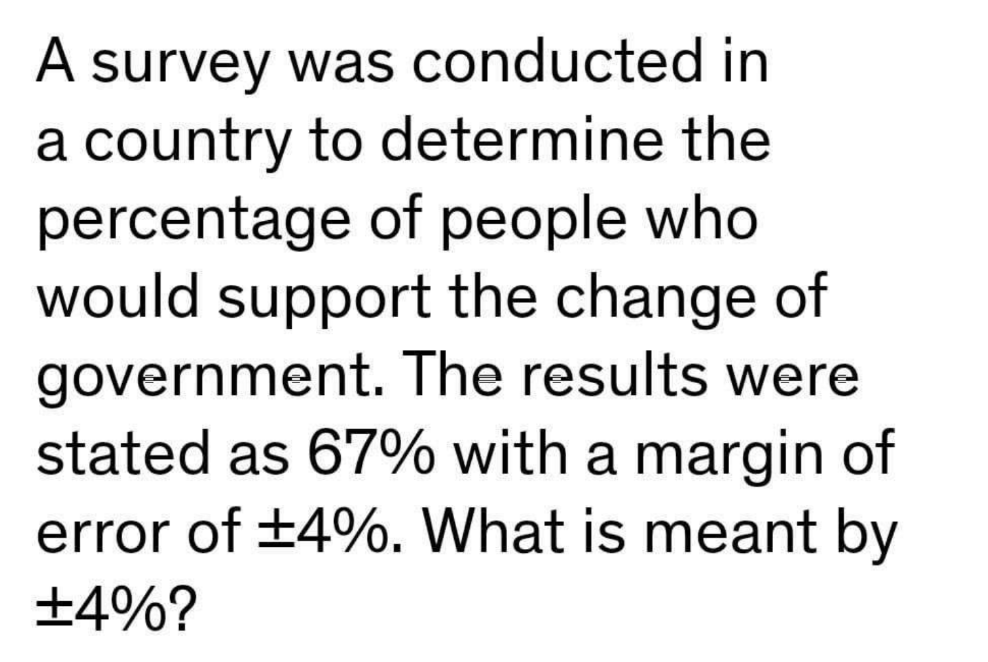 A survey was conducted in
a country to determine the
percentage of people who
would support the change of
government. The results were
stated as 67% with a margin of
error of ±4%. What is meant by
±4%?